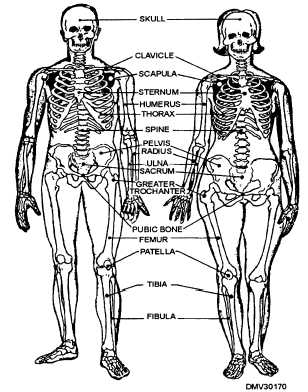 SKULL
CLAVICLE
SCAPULA
STERNUM
HUMERUS
THORAX
SPINE
PELVIS
RADIUS
ULNA
SACRUM
GREATER
TROCHANTER
PUBIC BONE
FEMUR
PATELLA
TIBIA
FIBULA
DMV30170